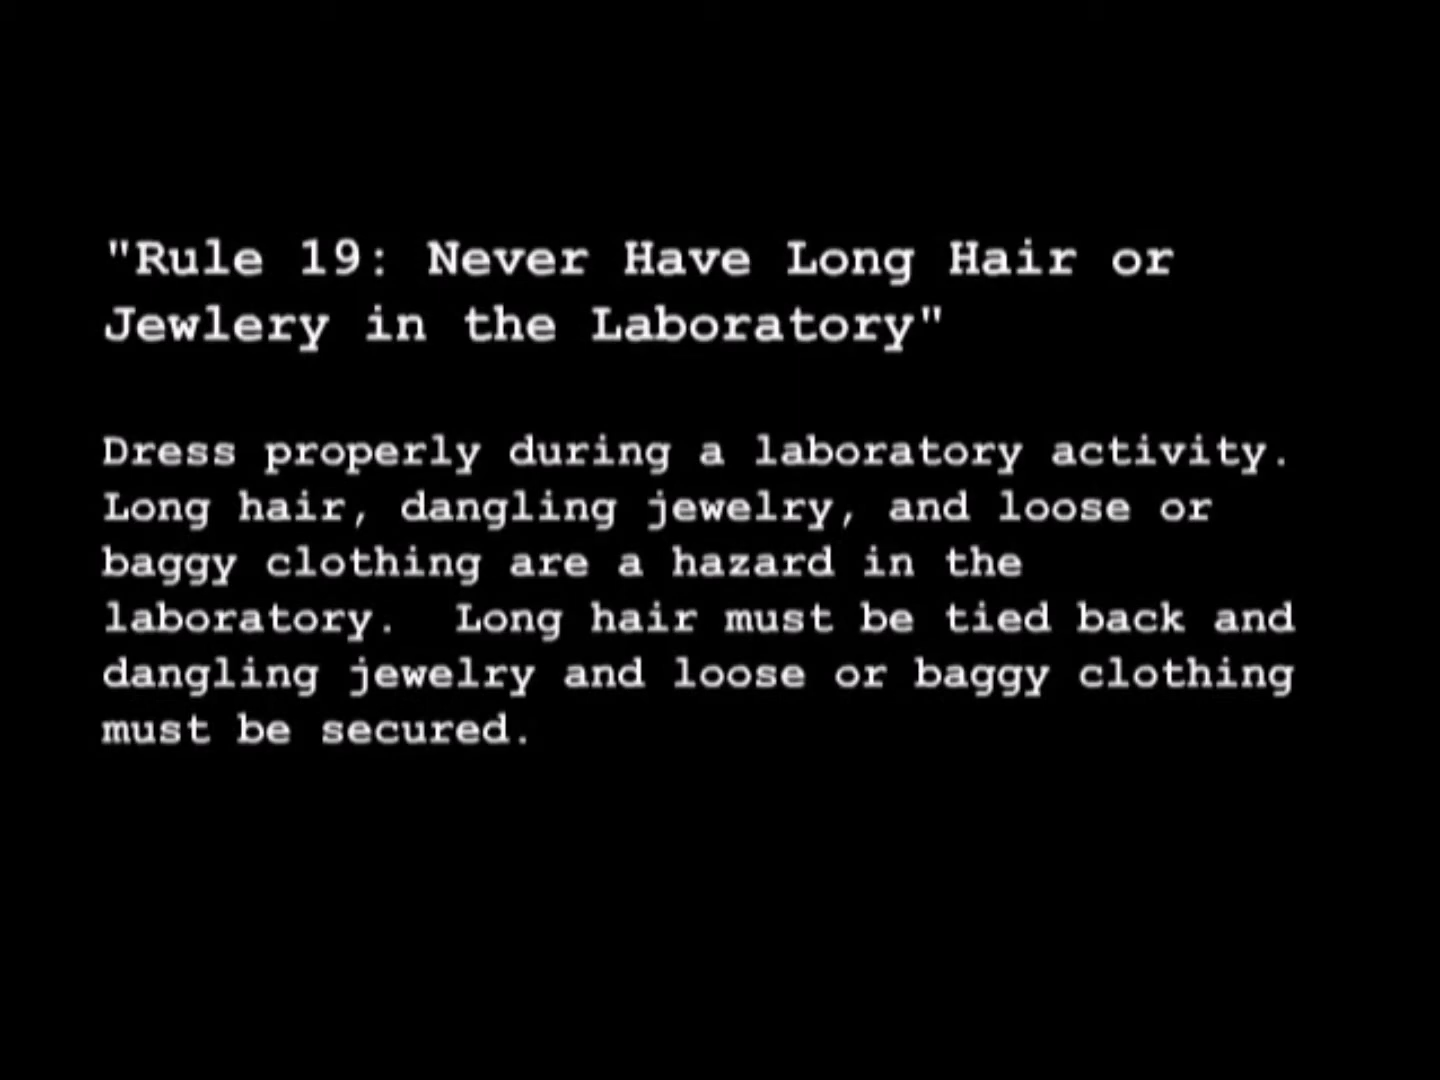 "Rule 19: Never Have Long Hair or
Jewlery in the Laboratory"
Dress properly during a laboratory activity.
Long hair, dangling jewelry, and loose or
baggy clothing are a hazard in the
laboratory.  Long hair must be tied back and
dangling jewelry and loose or baggy clothing
must be secured.